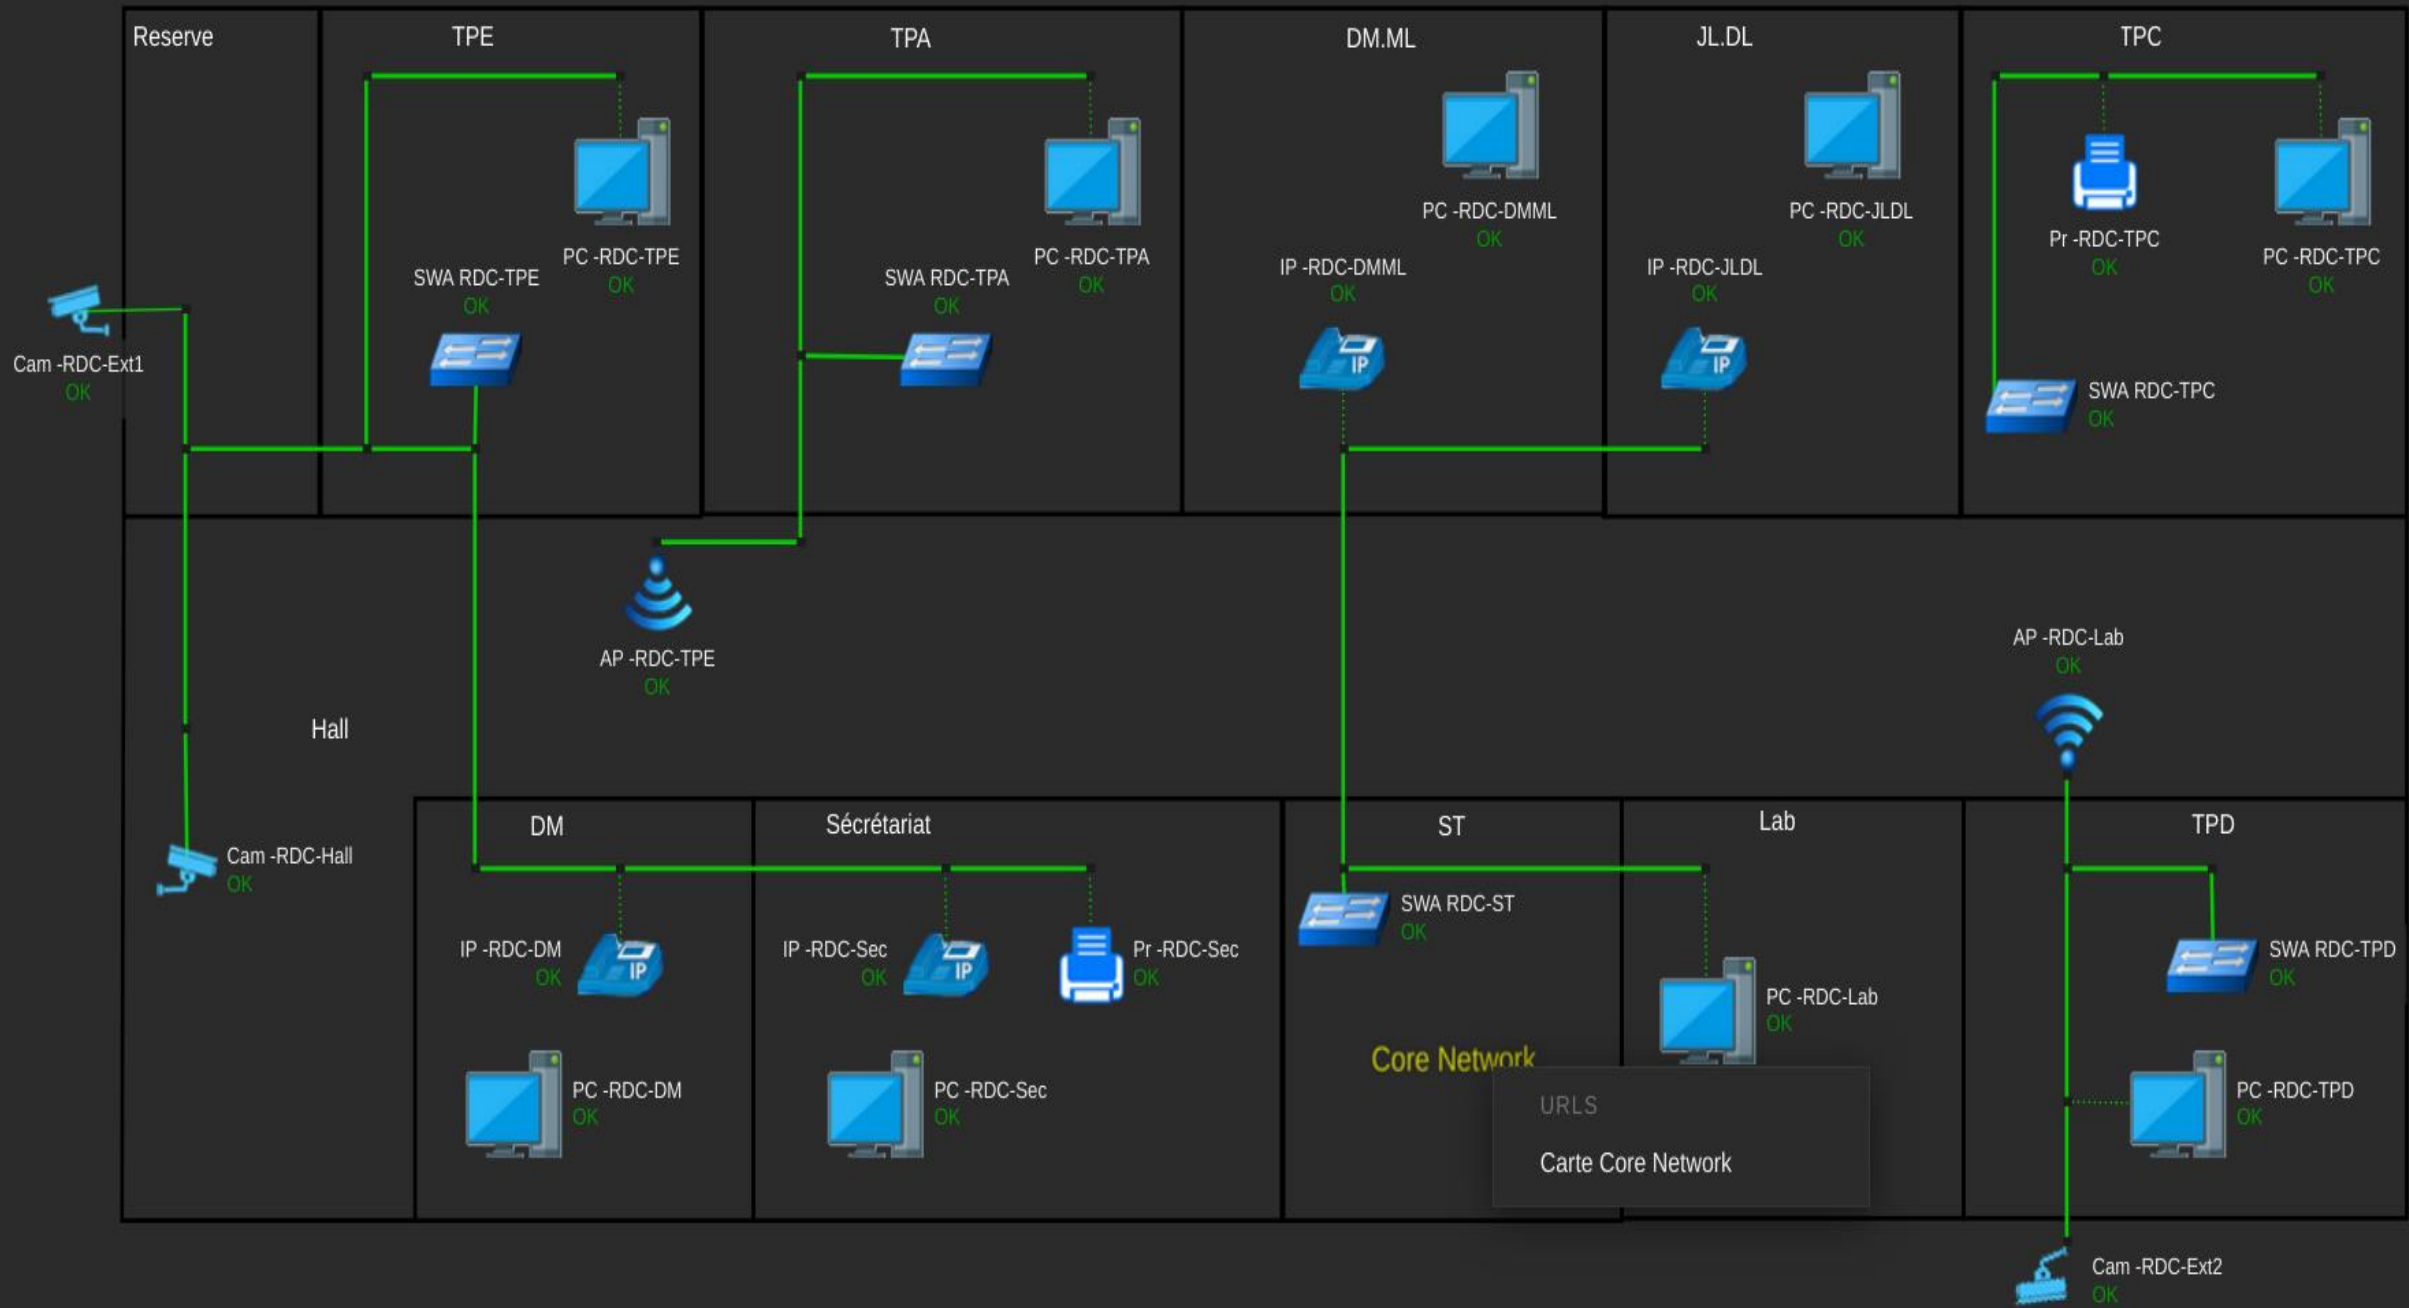 Reserve
TPE
TPA
DM.ML
JL.DL
TPC
PC -RDC-TPE
OK
SWA RDC-TPE
OK
PC -RDC-TPA
OK
SWA RDC-TPA
OK
PC -RDC-DMML
OK
IP -RDC-DMML
OK
IP
PC -RDC-JLDL
OK
IP -RDC-JLDL
OK
IP
Pr -RDC-TPC
OK
PC -RDC-TPC
OK
SWA RDC-TPC
OK
Cam -RDC-Ext1
OK
AP -RDC-TPE
OK
AP -RDC-Lab
OK
Hall
Cam -RDC-Hall
OK
DM
Sécrétariat
ST
Lab
TPD
IP -RDC-DM
OK
IP
IP -RDC-Sec
OK
IP
Pr -RDC-Sec
OK
SWA RDC-ST
OK
PC -RDC-Lab
OK
SWA RDC-TPD
OK
PC -RDC-DM
OK
PC -RDC-Sec
OK
Core Network
URLS
Carte Core Network
PC -RDC-TPD
OK
Cam -RDC-Ext2
OK